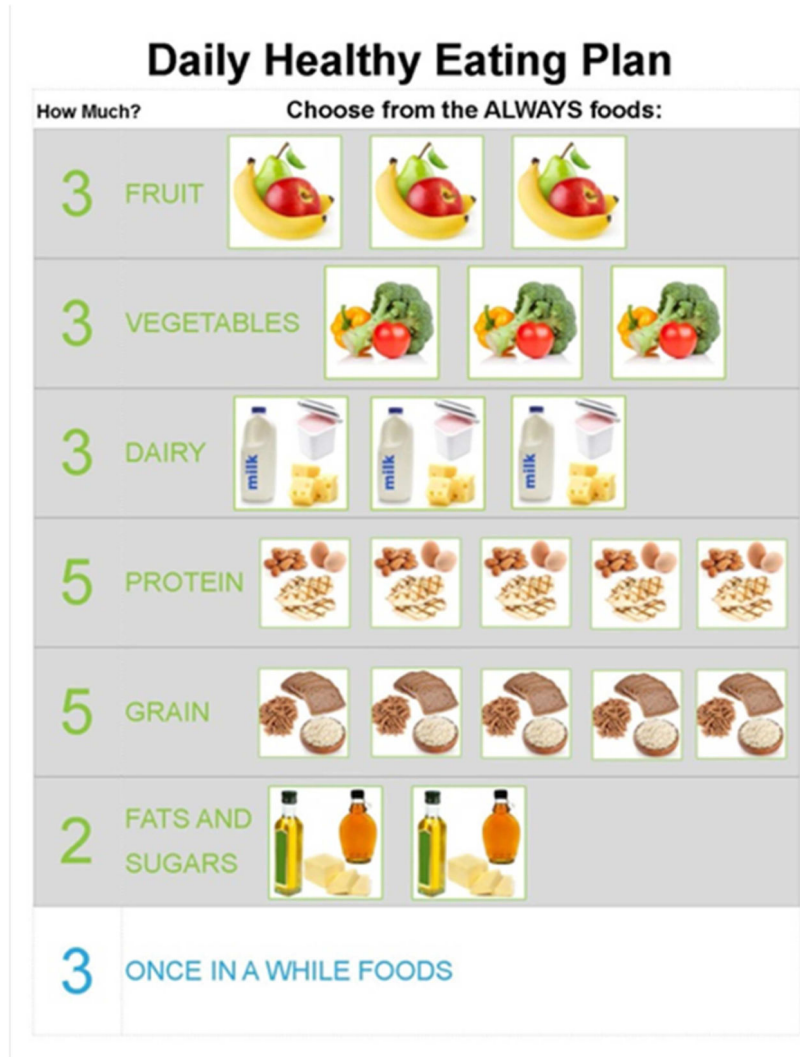 Daily Healthy Eating Plan
How Much? Choose from the ALWAYS foods:
3 FRUIT
3 VEGETABLES
3 DAIRY
milk milk milk
5 PROTEIN
5 GRAIN
2 FATS AND
SUGARS
3 ONCE IN A WHILE FOODS